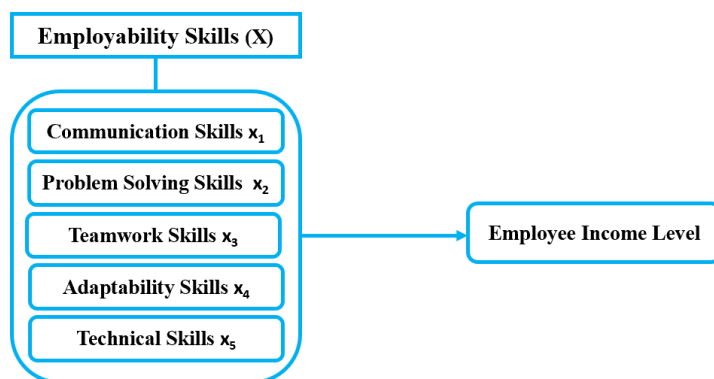 Employability Skills (X)
Communication Skills x₁
Problem Solving Skills x₂
Teamwork Skills x₃
Adaptability Skills x₄
Technical Skills x₅
Employee Income Level